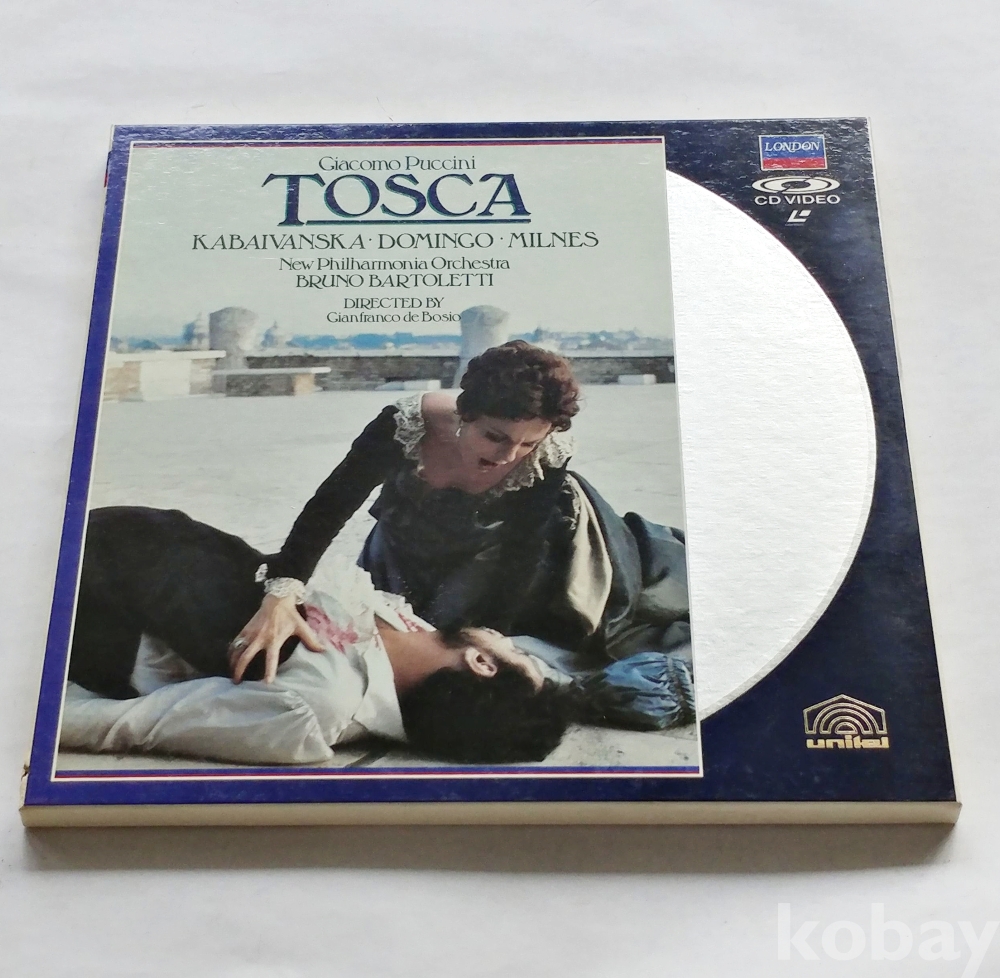 Giacomo Puccini
TOSCA
KABAIVANSKA · DOMINGO · MILNES
New Philharmonia Orchestra
BRUNO BARTOLETTI
DIRECTED BY
Gianfranco de Bosio
LONDON
CD VIDEO
unitel
kobay